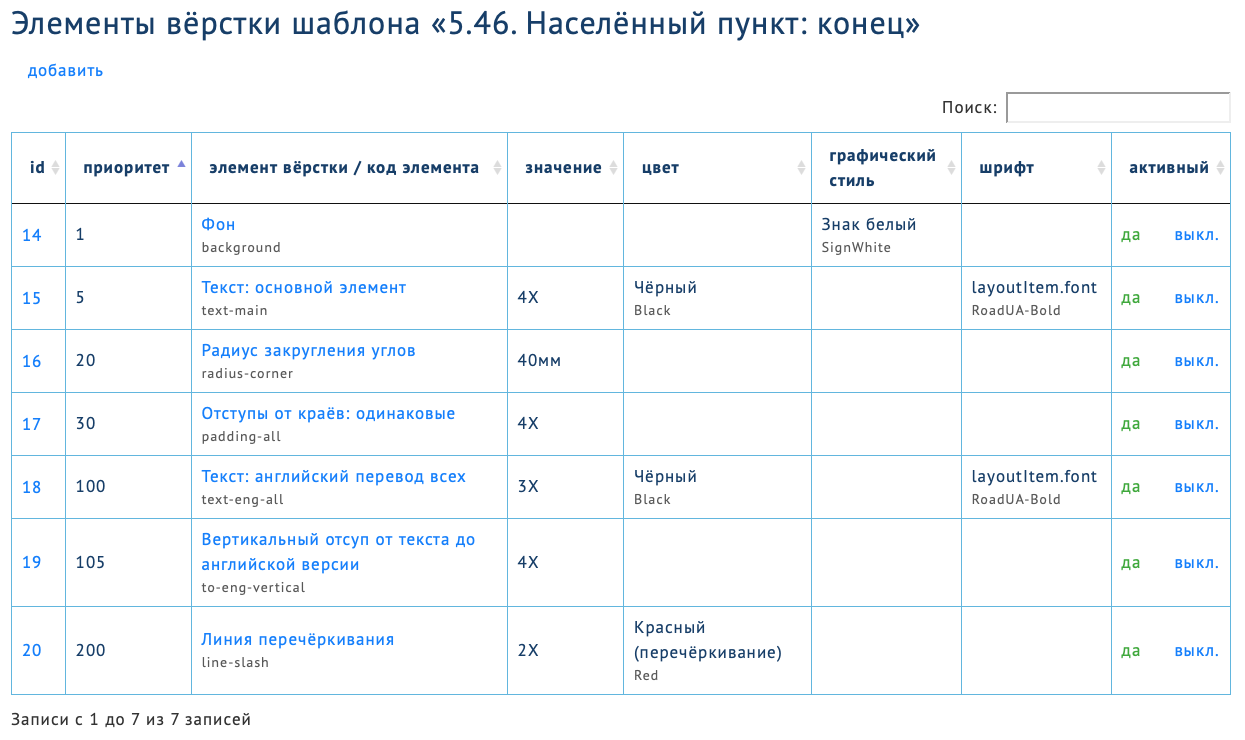 Элементы вёрстки шаблона «5.46. Населённый пункт: конец»
добавить
Поиск:
id приоритет элемент вёрстки / код элемента значение цвет графический стиль шрифт активный
14 1 Фон background Знак белый SignWhite да выкл.
15 5 Текст: основной элемент text-main 4X Чёрный Black layoutItem.font RoadUA-Bold да выкл.
16 20 Радиус закругления углов radius-corner 40мм да выкл.
17 30 Отступы от краёв: одинаковые padding-all 4X да выкл.
18 100 Текст: английский перевод всех text-eng-all 3X Чёрный Black layoutItem.font RoadUA-Bold да выкл.
19 105 Вертикальный отсуп от текста до английской версии to-eng-vertical 4X да выкл.
20 200 Линия перечёркивания line-slash 2X Красный (перечёркивание) Red да выкл.
Записи с 1 до 7 из 7 записей